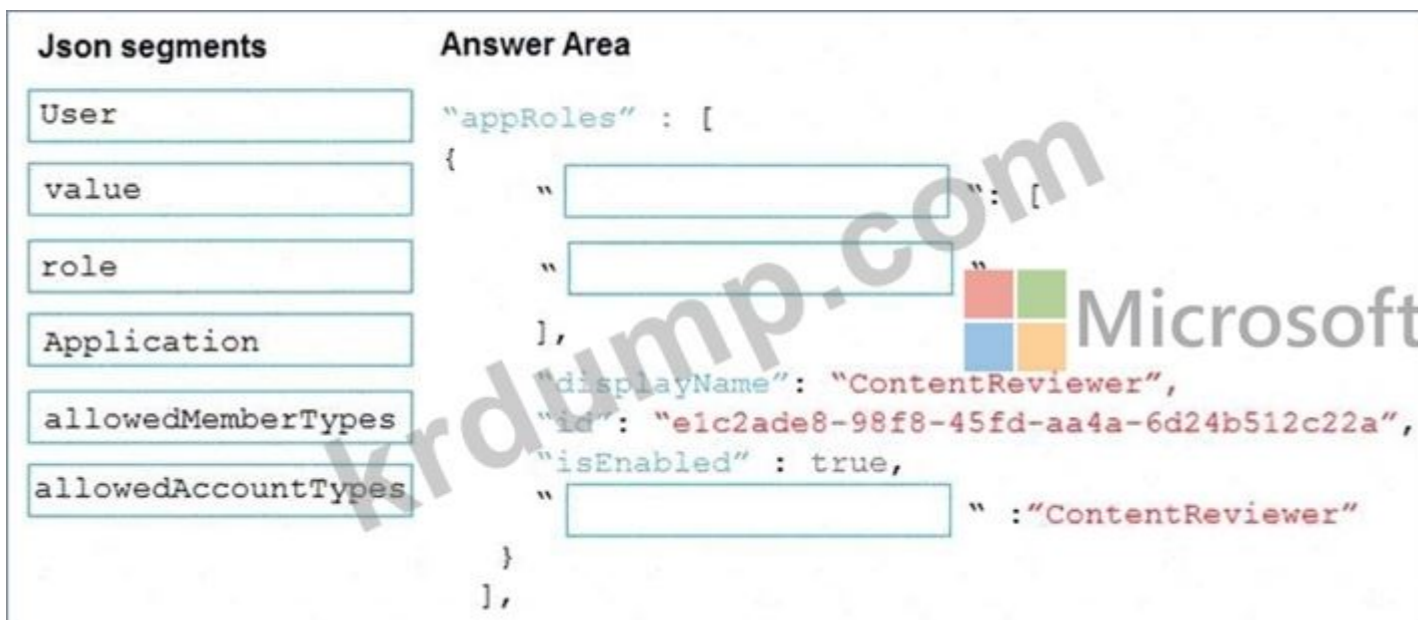 Json segments
Answer Area
User
value
role
Application
allowedMemberTypes
allowedAccountTypes
"appRoles" : [
{
" ": [
" "
],
"displayName": "ContentReviewer",
"id": "e1c2ade8-98f8-45fd-aa4a-6d24b512c22a",
"isEnabled" : true,
" " :"ContentReviewer"
}
],
Microsoft
krdump.com